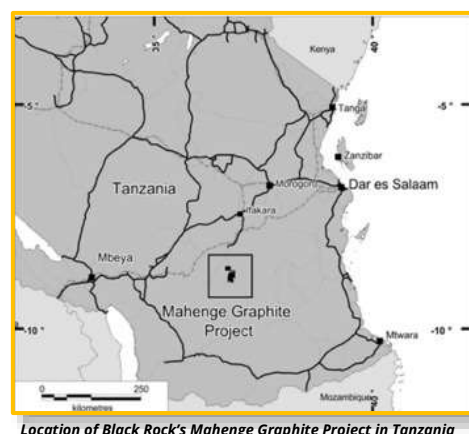 35°
40°
Kenya
-5°
-5°
Tanga
Zanzibar
Dar es Salaam
Morogoro
Tanzania
Ifakara
Mbeya
Mahenge Graphite
Project
-10°
-10°
Mtwara
0
250
kilometres
Mozambique
40°
Location of Black Rock's Mahenge Graphite Project in Tanzania